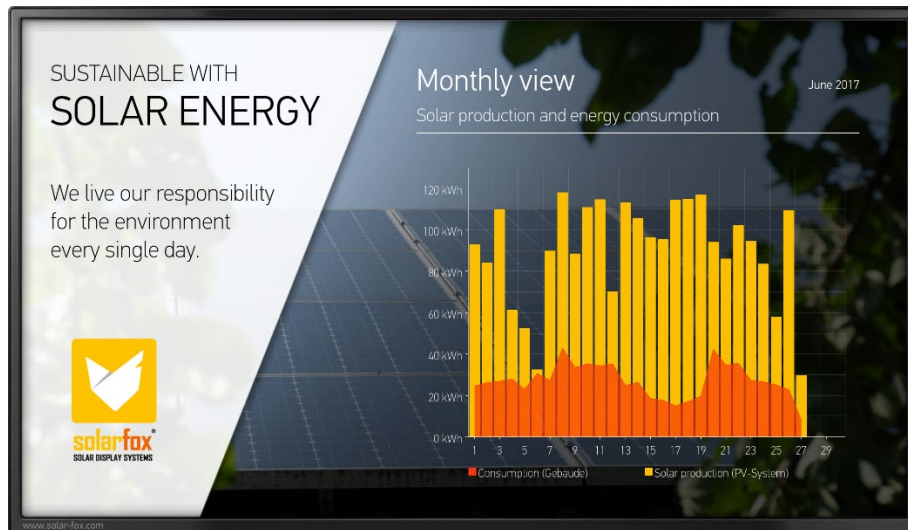 SUSTAINABLE WITH
SOLAR ENERGY
We live our responsibility
for the environment
every single day.
solarfox®
SOLAR DISPLAY SYSTEMS
www.solar-fox.com
Monthly view
June 2017
Solar production and energy consumption
120 kWh
100 kWh
80 kWh
60 kWh
40 kWh
20 kWh
0 kWh
1 3 5 7 9 11 13 15 17 19 21 23 25 27 29
Consumption (Gebäude) Solar production (PV-System)